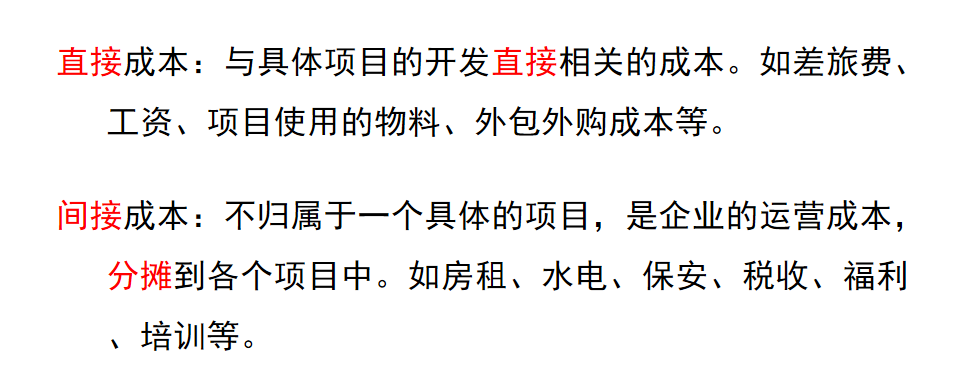 直接成本：与具体项目的开发直接相关的成本。如差旅费、
工资、项目使用的物料、外包外购成本等。
间接成本：不归属于一个具体的项目，是企业的运营成本，
分摊到各个项目中。如房租、水电、保安、税收、福利
、培训等。